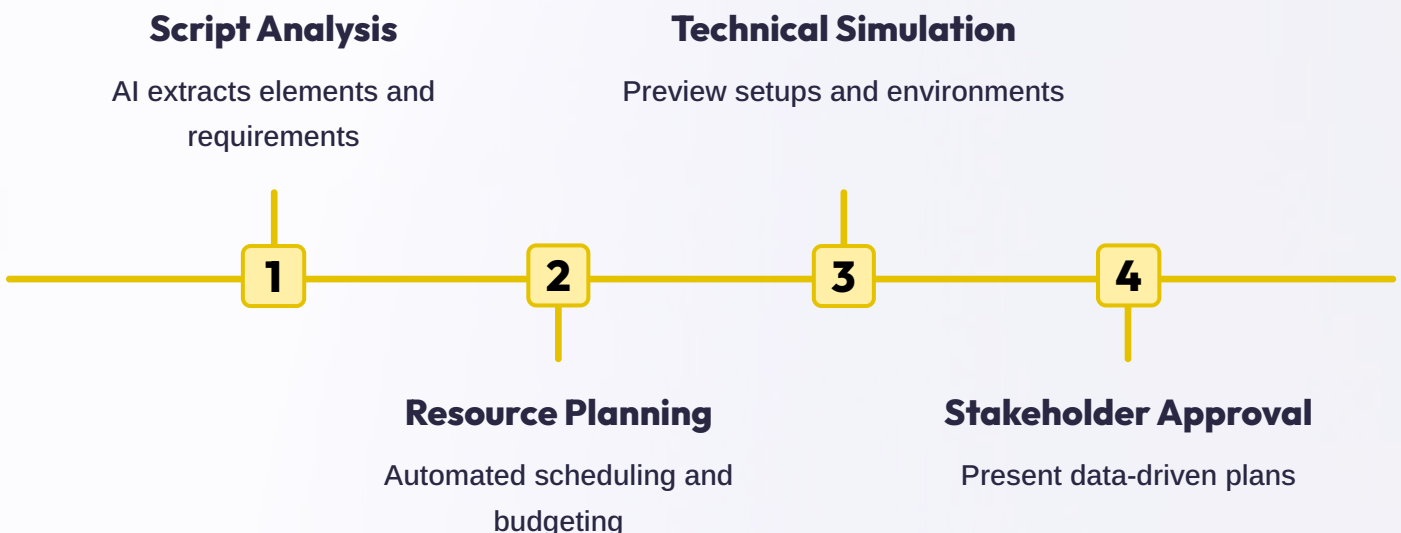 Script Analysis
AI extracts elements and
requirements
Technical Simulation
Preview setups and environments
1
2
3
4
Resource Planning
Automated scheduling and
budgeting
Stakeholder Approval
Present data-driven plans